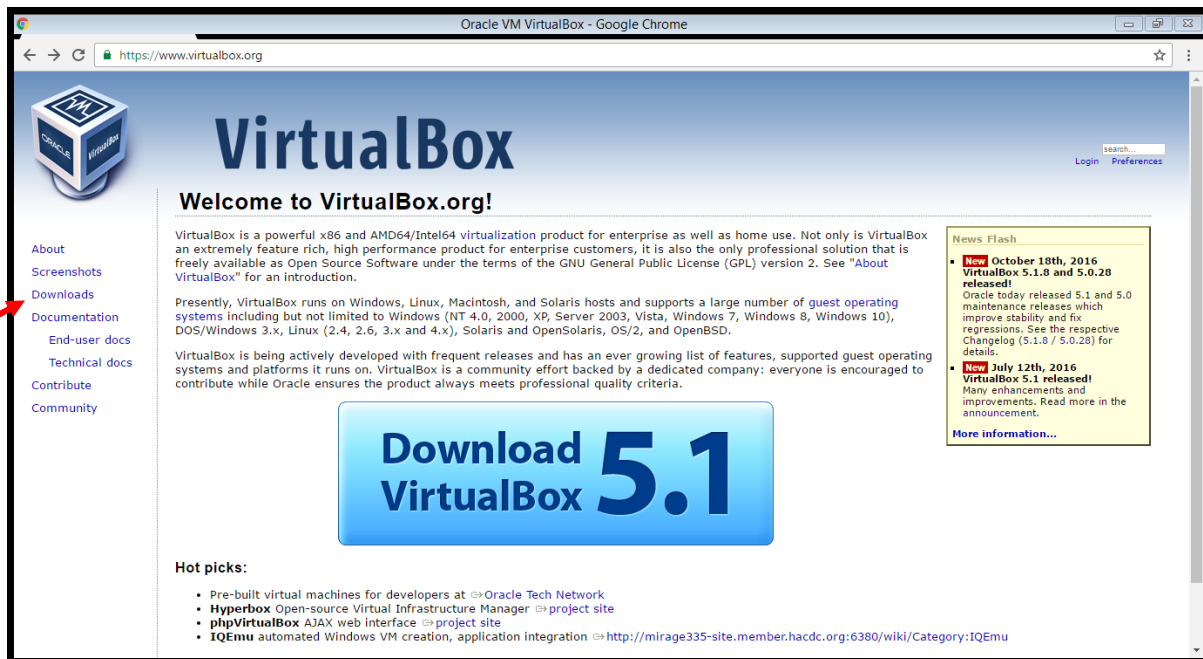 Oracle VM VirtualBox - Google Chrome
https://www.virtualbox.org
ORACLE
VM
VirtualBox
VirtualBox
search...
Login Preferences
Welcome to VirtualBox.org!
About
Screenshots
Downloads
Documentation
End-user docs
Technical docs
Contribute
Community
VirtualBox is a powerful x86 and AMD64/Intel64 virtualization product for enterprise as well as home use. Not only is VirtualBox
an extremely feature rich, high performance product for enterprise customers, it is also the only professional solution that is
freely available as Open Source Software under the terms of the GNU General Public License (GPL) version 2. See "About
VirtualBox" for an introduction.
Presently, VirtualBox runs on Windows, Linux, Macintosh, and Solaris hosts and supports a large number of guest operating
systems including but not limited to Windows (NT 4.0, 2000, XP, Server 2003, Vista, Windows 7, Windows 8, Windows 10),
DOS/Windows 3.x, Linux (2.4, 2.6, 3.x and 4.x), Solaris and OpenSolaris, OS/2, and OpenBSD.
VirtualBox is being actively developed with frequent releases and has an ever growing list of features, supported guest operating
systems and platforms it runs on. VirtualBox is a community effort backed by a dedicated company: everyone is encouraged to
contribute while Oracle ensures the product always meets professional quality criteria.
News Flash
New October 18th, 2016
VirtualBox 5.1.8 and 5.0.28
released!
Oracle today released 5.1 and 5.0
maintenance releases which
improve stability and fix
regressions. See the respective
Changelog (5.1.8 / 5.0.28) for
details.
New July 12th, 2016
VirtualBox 5.1 released!
Many enhancements and
improvements. Read more in the
announcement.
More information...
Download
VirtualBox 5.1
Hot picks:
Pre-built virtual machines for developers at Oracle Tech Network
Hyperbox Open-source Virtual Infrastructure Manager project site
phpVirtualBox AJAX web interface project site
IQEmu automated Windows VM creation, application integration http://mirage335-site.member.hacdc.org:6380/wiki/Category:IQEmu